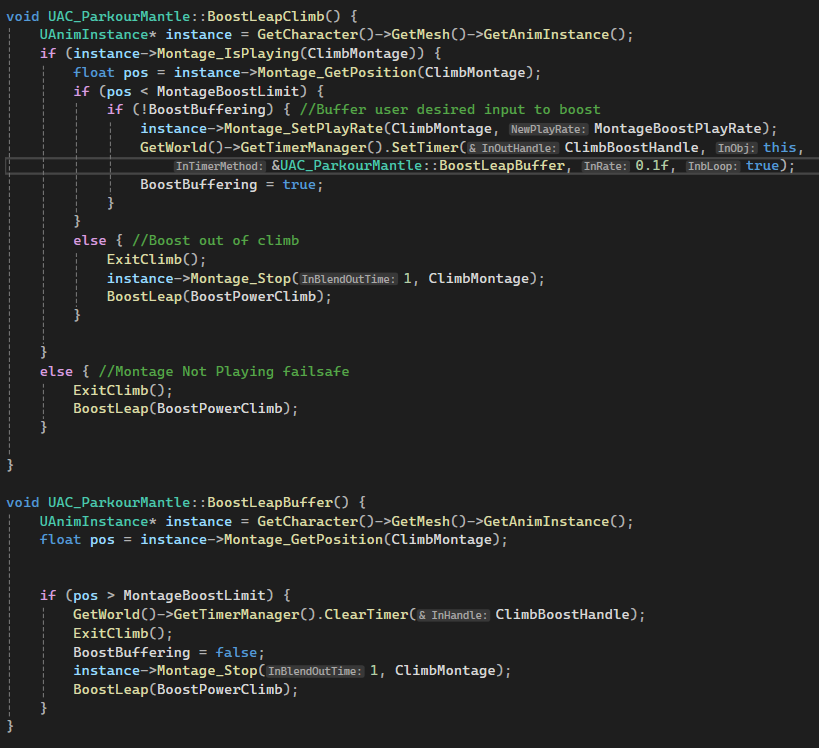 void UAC_ParkourMantle::BoostLeapClimb() {
UAnimInstance* instance = GetCharacter()->GetMesh()->GetAnimInstance();
if (instance->Montage_IsPlaying(ClimbMontage)) {
float pos = instance->Montage_GetPosition(ClimbMontage);
if (pos < MontageBoostLimit) {
if (!BoostBuffering) { //Buffer user desired input to boost
instance->Montage_SetPlayRate(ClimbMontage, NewPlayRate: MontageBoostPlayRate);
GetWorld()->GetTimerManager().SetTimer(& InOutHandle: ClimbBoostHandle, InObj: this,
InTimerMethod: &UAC_ParkourMantle::BoostLeapBuffer, InRate: 0.1f, InbLoop: true);
BoostBuffering = true;
}
}
else { //Boost out of climb
ExitClimb();
instance->Montage_Stop(InBlendOutTime: 1, ClimbMontage);
BoostLeap(BoostPowerClimb);
}
}
else { //Montage Not Playing failsafe
ExitClimb();
BoostLeap(BoostPowerClimb);
}
}
void UAC_ParkourMantle::BoostLeapBuffer() {
UAnimInstance* instance = GetCharacter()->GetMesh()->GetAnimInstance();
float pos = instance->Montage_GetPosition(ClimbMontage);
if (pos > MontageBoostLimit) {
GetWorld()->GetTimerManager().ClearTimer(& InHandle: ClimbBoostHandle);
ExitClimb();
BoostBuffering = false;
instance->Montage_Stop(InBlendOutTime: 1, ClimbMontage);
BoostLeap(BoostPowerClimb);
}
}